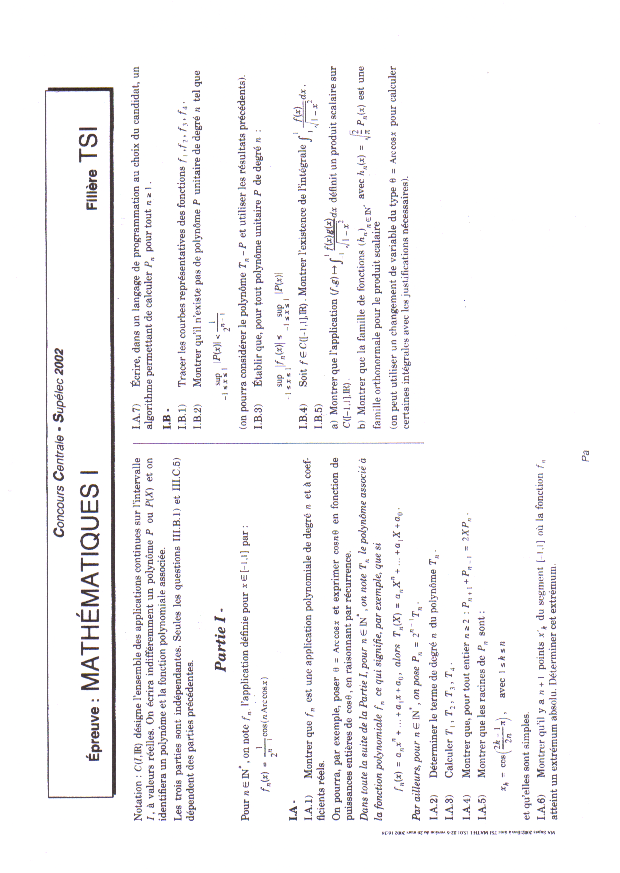 Concours Centrale - Supélec 2002
Épreuve : MATHÉMATIQUES I Filière TSI
Notation : C(I,IR) désigne l'ensemble des applications continues sur l'intervalle
I, à valeurs réelles. On écrira indifféremment un polynôme P ou P(X) et on
identifiera un polynôme et la fonction polynomiale associée.
Les trois parties sont indépendantes. Seules les questions III.B.1) et III.C.5)
dépendent des parties précédentes.
Partie I -
Pour n ∈ IN*, on note f_n l'application définie pour x ∈ [-1,1] par :
f_n(x) = 1/2^(n-1) cos(n Arccos x)
I.A -
I.A.1) Montrer que f_n est une application polynomiale de degré n et à coef-
ficients réels.
On pourra, par exemple, poser θ = Arccos x et exprimer cos nθ en fonction de
puissances entières de cos θ, en raisonnant par récurrence.
Dans toute la suite de la Partie I, pour n ∈ IN*, on note T_n le polynôme associé à
la fonction polynomiale f_n ce qui signifie, par exemple, que si
f_n(x) = a_n x^n + ... + a_1 x + a_0, alors T_n(X) = a_n X^n + ... + a_1 X + a_0.
Par ailleurs, pour n ∈ IN*, on pose P_n = 2^(n-1) T_n.
I.A.2) Déterminer le terme de degré n du polynôme T_n.
I.A.3) Calculer T_1, T_2, T_3, T_4.
I.A.4) Montrer que, pour tout entier n ≥ 2 : P_(n+1) + P_(n-1) = 2XP_n.
I.A.5) Montrer que les racines de P_n sont :
x_k = cos((2k-1)/2n π), avec 1 ≤ k ≤ n
et qu'elles sont simples.
I.A.6) Montrer qu'il y a n + 1 points x'_k du segment [-1,1] où la fonction f_n
atteint un extrémum absolu. Déterminer cet extrémum.
I.A.7) Écrire, dans un langage de programmation au choix du candidat, un
algorithme permettant de calculer P_n pour tout n ≥ 1.
I.B -
I.B.1) Tracer les courbes représentatives des fonctions f_1, f_2, f_3, f_4.
I.B.2) Montrer qu'il n'existe pas de polynôme P unitaire de degré n tel que
sup |P(x)| < 1/2^(n-1)
-1 ≤ x ≤ 1
(on pourra considérer le polynôme T_n - P et utiliser les résultats précédents).
I.B.3) Établir que, pour tout polynôme unitaire P de degré n :
sup |f_n(x)| ≤ sup |P(x)|
-1 ≤ x ≤ 1 -1 ≤ x ≤ 1
I.B.4) Soit f ∈ C([-1,1],IR). Montrer l'existence de l'intégrale ∫_-1^1 f(x)/√(1-x²) dx.
I.B.5)
a) Montrer que l'application (f,g) ↦ ∫_-1^1 f(x)g(x)/√(1-x²) dx définit un produit scalaire sur
C([-1,1],IR).
b) Montrer que la famille de fonctions (h_n)_n∈IN*, avec h_n(x) = √(2/π) P_n(x) est une
famille orthonormale pour le produit scalaire
(on peut utiliser un changement de variable du type θ = Arccos x pour calculer
certaines intégrales avec les justifications nécessaires).
Pa